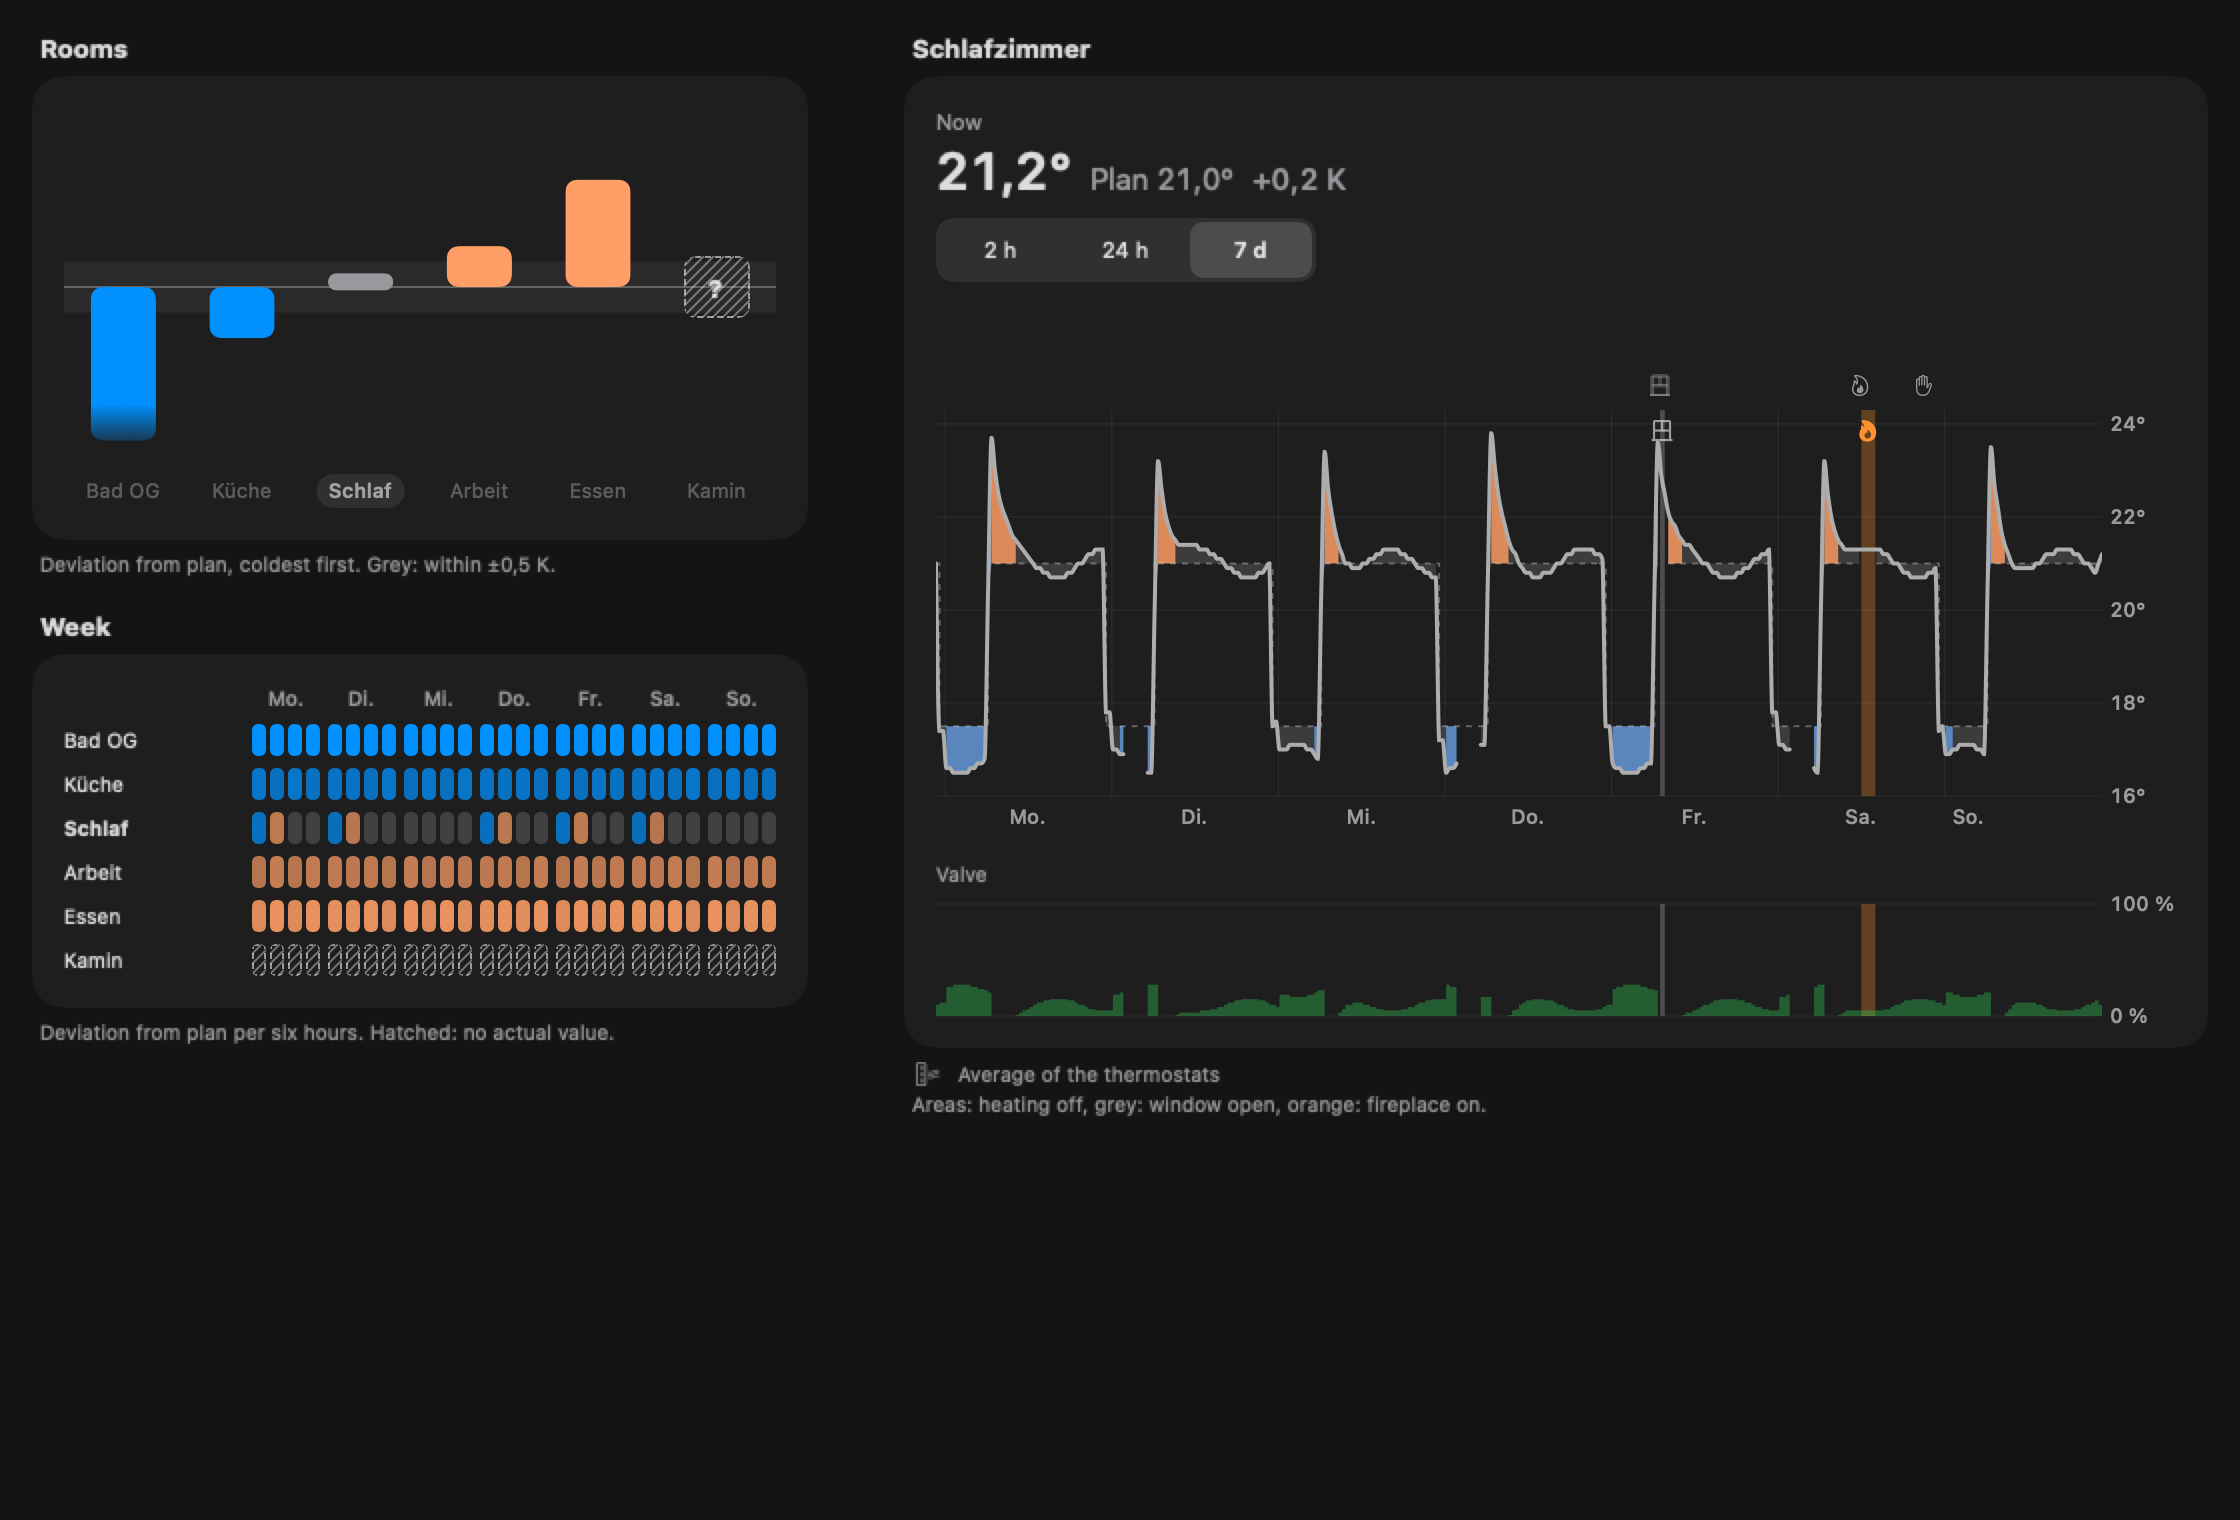 Rooms
?
Bad OG Küche Schlaf Arbeit Essen Kamin
Deviation from plan, coldest first. Grey: within ±0,5 K.
Week
Mo. Di. Mi. Do. Fr. Sa. So.
Bad OG
Küche
Schlaf
Arbeit
Essen
Kamin
Deviation from plan per six hours. Hatched: no actual value.
Schlafzimmer
Now
21,2° Plan 21,0° +0,2 K
2 h 24 h 7 d
24°
22°
20°
18°
16°
Mo. Di. Mi. Do. Fr. Sa. So.
Valve
100 %
0 %
Average of the thermostats
Areas: heating off, grey: window open, orange: fireplace on.